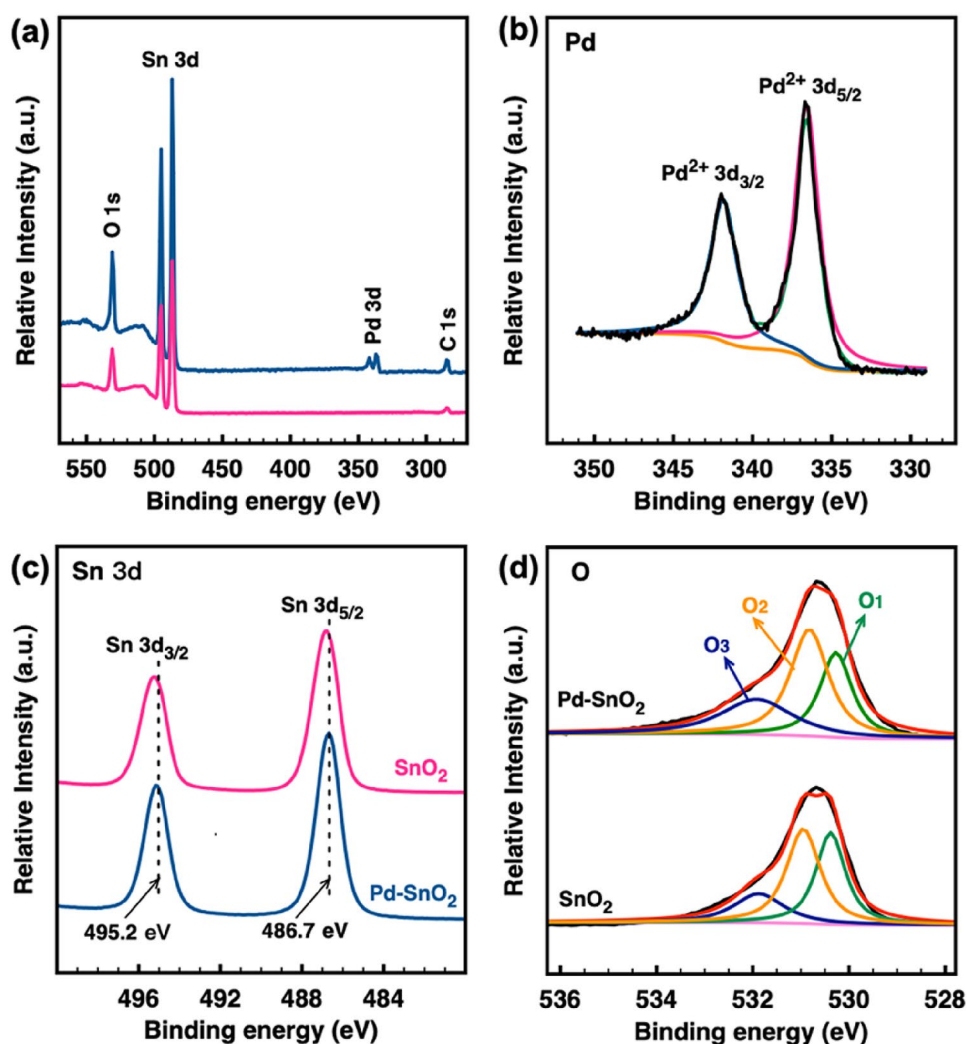 (a)
Sn 3d
O 1s
Pd 3d
C 1s
Relative Intensity (a.u.)
550 500 450 400 350 300
Binding energy (eV)
(b)
Pd
Pd²⁺ 3d₅/₂
Pd²⁺ 3d₃/₂
Relative Intensity (a.u.)
350 345 340 335 330
Binding energy (eV)
(c)
Sn 3d
Sn 3d₅/₂
Sn 3d₃/₂
SnO₂
Pd-SnO₂
495.2 eV
486.7 eV
Relative Intensity (a.u.)
496 492 488 484
Binding energy (eV)
(d)
O
O2
O1
O3
Pd-SnO₂
SnO₂
Relative Intensity (a.u.)
536 534 532 530 528
Binding energy (eV)